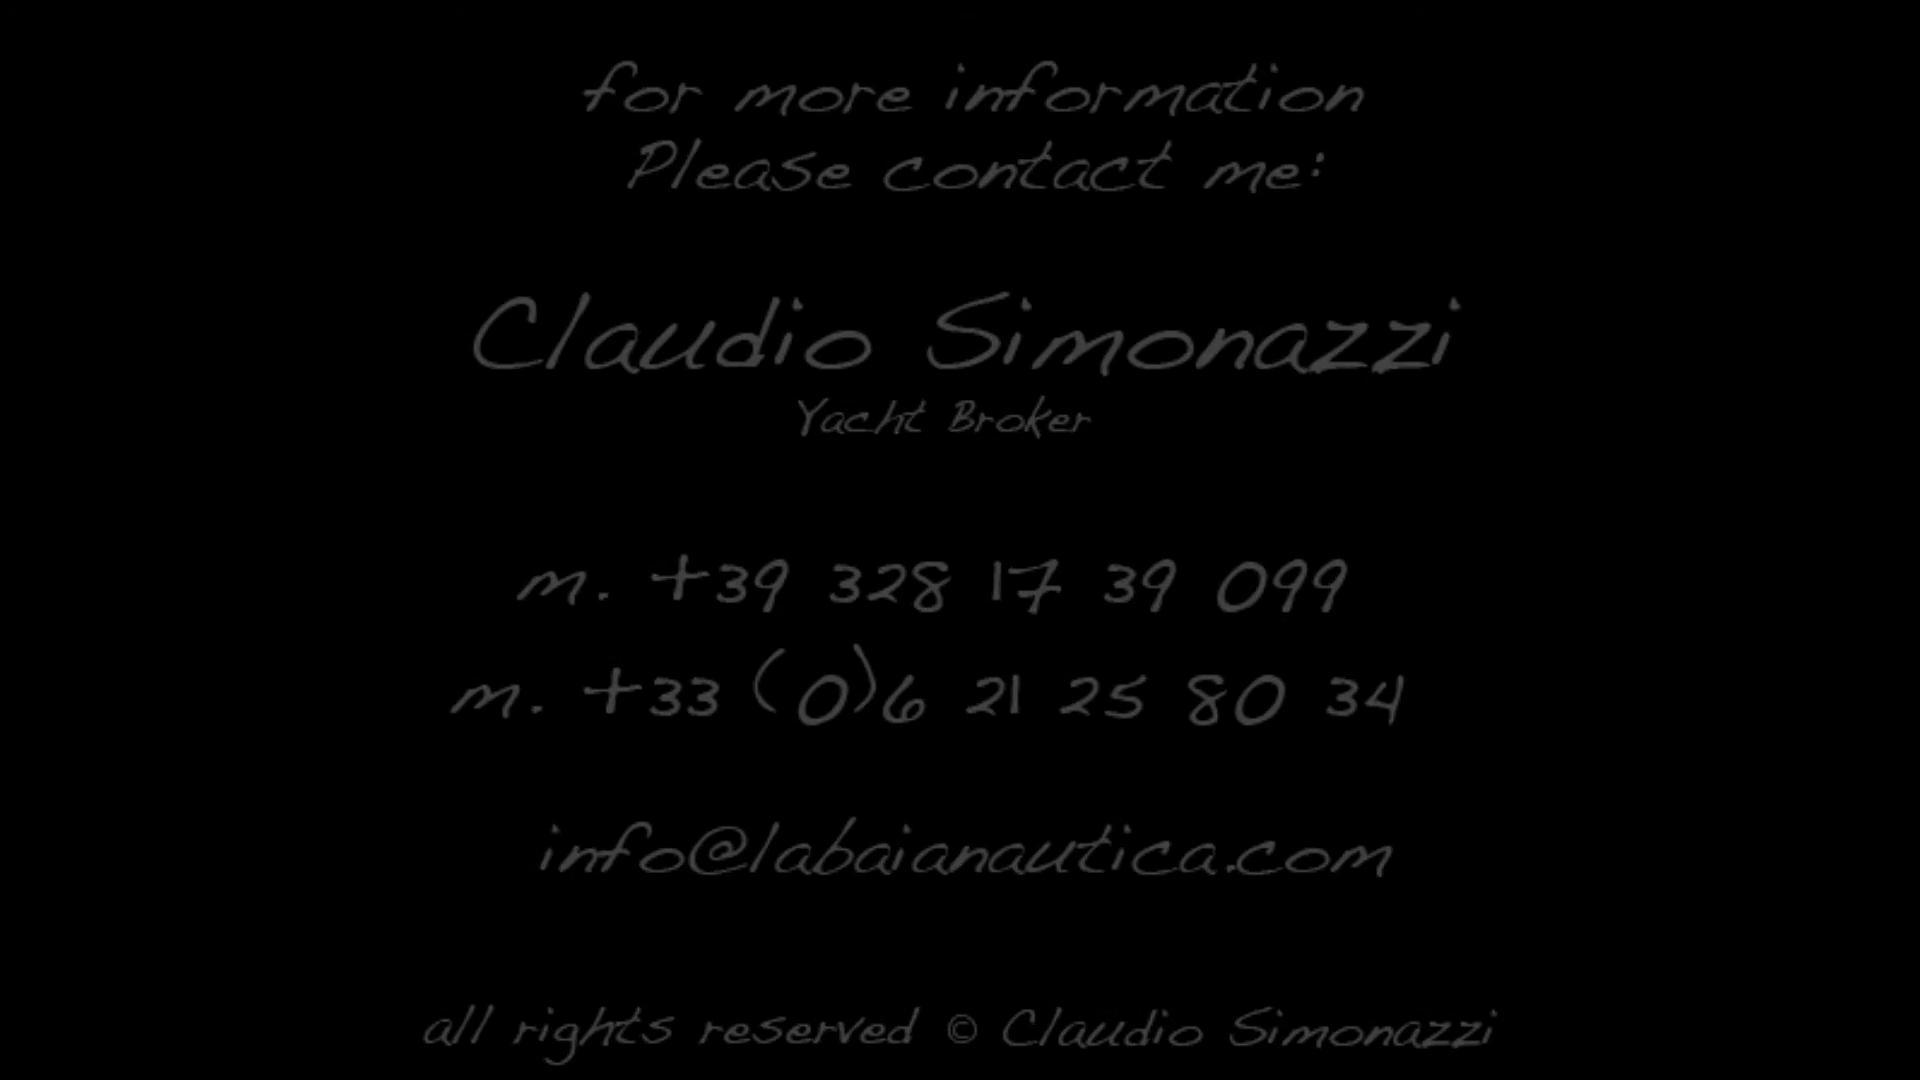 for more information
Please contact me:
Claudio Simonazzi
Yacht Broker
m. +39 328 17 39 099
m. +33 (0)6 21 25 80 34
info@labaianautica.com
all rights reserved © Claudio Simonazzi